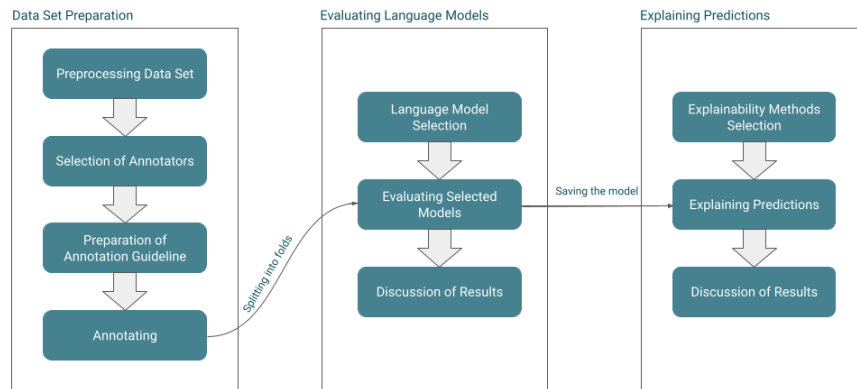 Data Set Preparation
Preprocessing Data Set
Selection of Annotators
Preparation of
Annotation Guideline
Annotating
Splitting into folds
Evaluating Language Models
Language Model
Selection
Evaluating Selected
Models
Discussion of Results
Saving the model
Explaining Predictions
Explainability Methods
Selection
Explaining Predictions
Discussion of Results